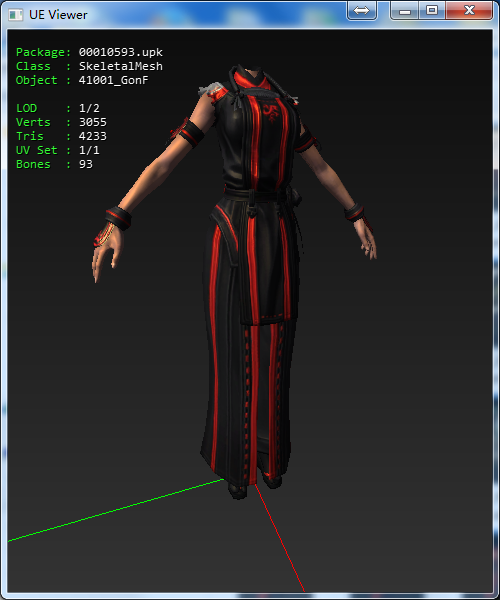 UE Viewer
Package: 00010593.upk
Class : SkeletalMesh
Object : 41001_GonF
LOD : 1/2
Verts : 3055
Tris : 4233
UV Set : 1/1
Bones : 93